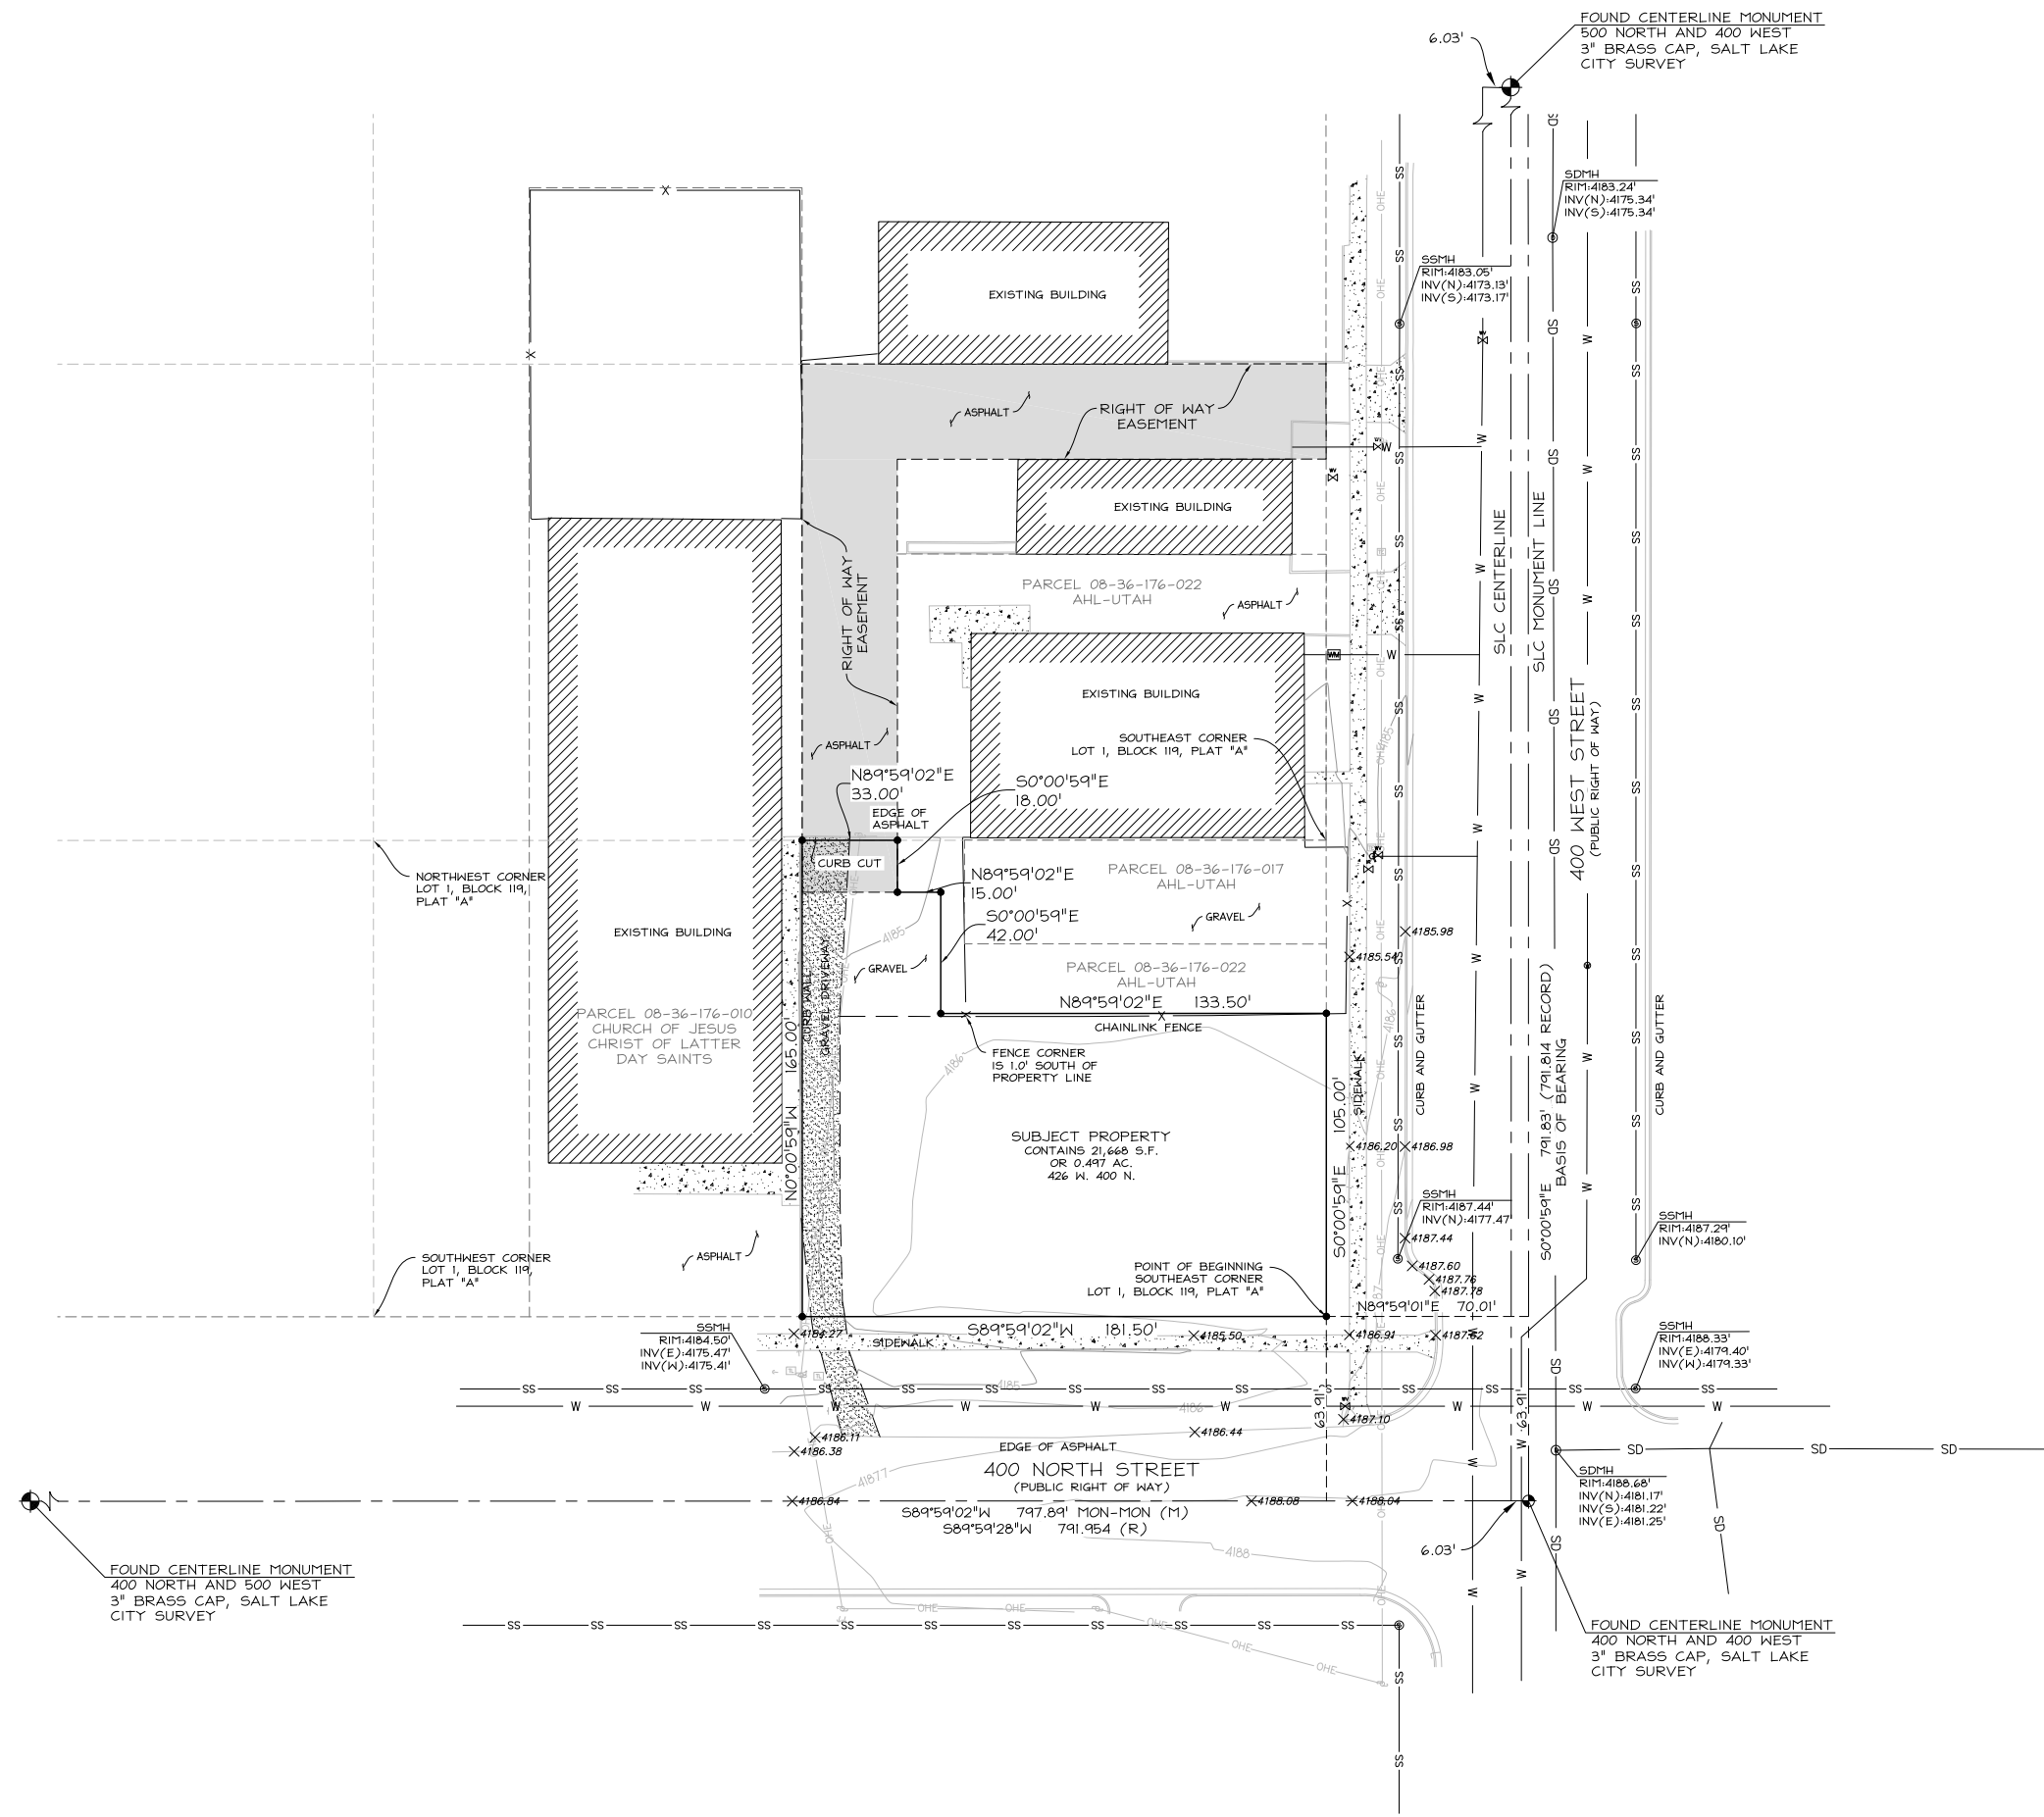 FOUND CENTERLINE MONUMENT
500 NORTH AND 400 WEST
3" BRASS CAP, SALT LAKE
CITY SURVEY
6.03'
SDMH
RIM:4183.24'
INV(N):4175.34'
INV(S):4175.34'
SSMH
RIM:4183.05'
INV(N):4173.13'
INV(S):4173.17'
EXISTING BUILDING
ASPHALT
RIGHT OF WAY
EASEMENT
EXISTING BUILDING
RIGHT OF WAY
EASEMENT
PARCEL 08-36-176-022
AHL-UTAH
ASPHALT
EXISTING BUILDING
SOUTHEAST CORNER
LOT 1, BLOCK 119, PLAT "A"
ASPHALT
SLC CENTERLINE
SLC MONUMENT LINE
400 WEST STREET
(PUBLIC RIGHT OF WAY)
4185
N89°59'02"E
33.00'
S0°00'59"E
18.00'
EDGE OF
ASPHALT
CURB CUT
NORTHWEST CORNER
LOT 1, BLOCK 119,
PLAT "A"
N89°59'02"E
15.00'
PARCEL 08-36-176-017
AHL-UTAH
S0°00'59"E
42.00'
GRAVEL
4185
EXISTING BUILDING
4185.98
4185.54
GRAVEL
PARCEL 08-36-176-022
AHL-UTAH
N89°59'02"E 133.50'
CHAINLINK FENCE
PARCEL 08-36-176-010
CHURCH OF JESUS
CHRIST OF LATTER
DAY SAINTS
CURB WALL
GRAVEL DRIVEWAY
N0°00'59"W 165.00'
FENCE CORNER
IS 1.0' SOUTH OF
PROPERTY LINE
4186
4186
SIDEWALK
S0°00'59"E 105.00'
CURB AND GUTTER
S0°00'59"E 791.83' (791.814 RECORD)
BASIS OF BEARING
CURB AND GUTTER
SUBJECT PROPERTY
CONTAINS 21,668 S.F.
OR 0.497 AC.
426 W. 400 N.
4186.20
4186.98
SSMH
RIM:4187.44'
INV(N):4177.47'
4187.44
SSMH
RIM:4187.29'
INV(N):4180.10'
ASPHALT
SOUTHWEST CORNER
LOT 1, BLOCK 119,
PLAT "A"
POINT OF BEGINNING
SOUTHEAST CORNER
LOT 1, BLOCK 119, PLAT "A"
4187.60
4187.76
4187.78
4187
N89°59'01"E 70.01'
SSMH
RIM:4184.50'
INV(E):4175.47'
INV(W):4175.41'
4184.27
SIDEWALK
S89°59'02"W 181.50'
4185.50
4186.91
4187.62
SSMH
RIM:4188.33'
INV(E):4179.40'
INV(W):4179.33'
4185
4186
63.91'
63.91'
4187.10
4186.11
4186.38
4186.44
EDGE OF ASPHALT
400 NORTH STREET
(PUBLIC RIGHT OF WAY)
41877
4186.84
4188.08
4188.04
S89°59'02"W 797.89' MON-MON (M)
S89°59'28"W 791.954 (R)
SDMH
RIM:4188.68'
INV(N):4181.17'
INV(S):4181.22'
INV(E):4181.25'
6.03'
4188
FOUND CENTERLINE MONUMENT
400 NORTH AND 500 WEST
3" BRASS CAP, SALT LAKE
CITY SURVEY
FOUND CENTERLINE MONUMENT
400 NORTH AND 400 WEST
3" BRASS CAP, SALT LAKE
CITY SURVEY